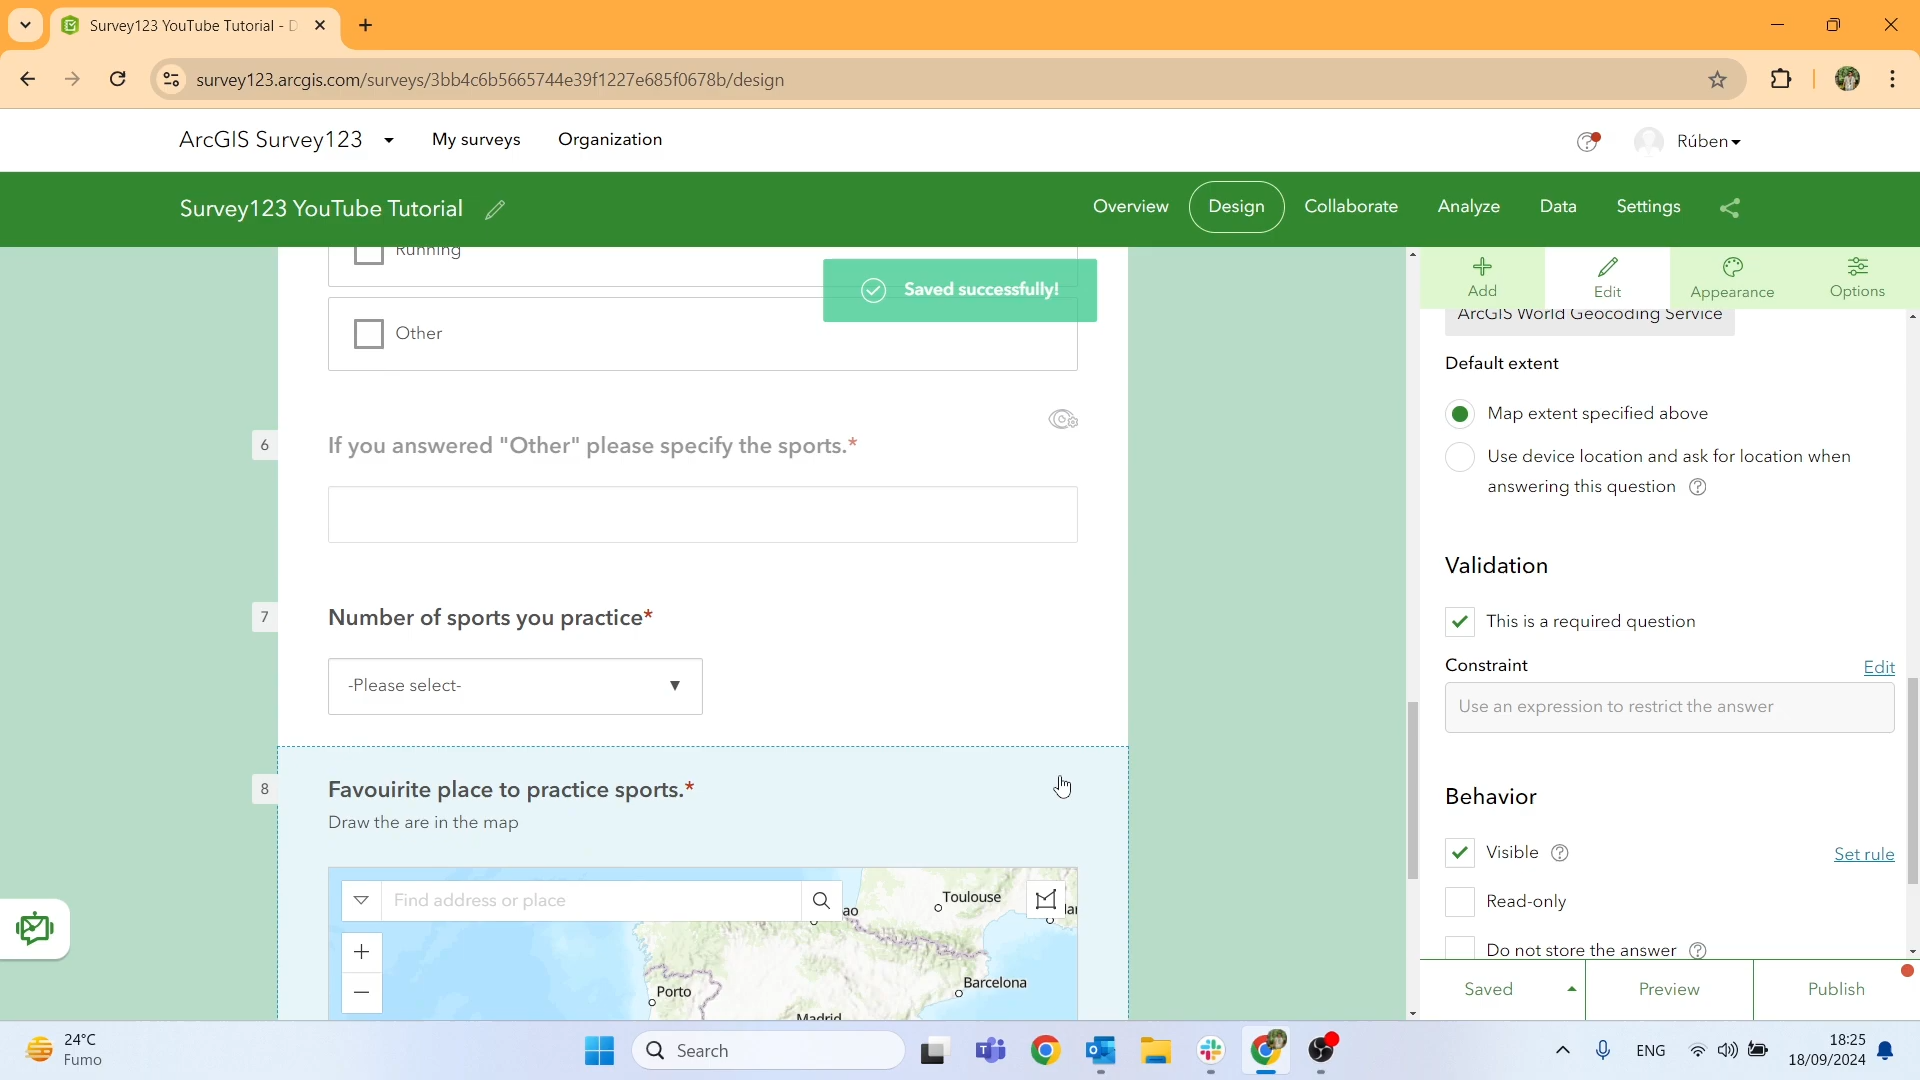 Survey123 YouTube Tutorial - D
survey123.arcgis.com/surveys/3bb4c6b5665744e39f1227e685f0678b/design
ArcGIS Survey123
My surveys
Organization
Rúben
Survey123 YouTube Tutorial
Overview
Design
Collaborate
Analyze
Data
Settings
Running
Saved successfully!
Other
6
If you answered "Other" please specify the sports.*
7
Number of sports you practice*
-Please select-
8
Favouirite place to practice sports.*
Draw the are in the map
Find address or place
ao
Toulouse
Porto
Barcelona
Madrid
Add
Edit
Appearance
Options
ArcGIS World Geocoding Service
Default extent
Map extent specified above
Use device location and ask for location when
answering this question
Validation
This is a required question
Constraint
Edit
Use an expression to restrict the answer
Behavior
Visible
Set rule
Read-only
Do not store the answer
Saved
Preview
Publish
24°C
Fumo
Search
ENG
18:25
18/09/2024